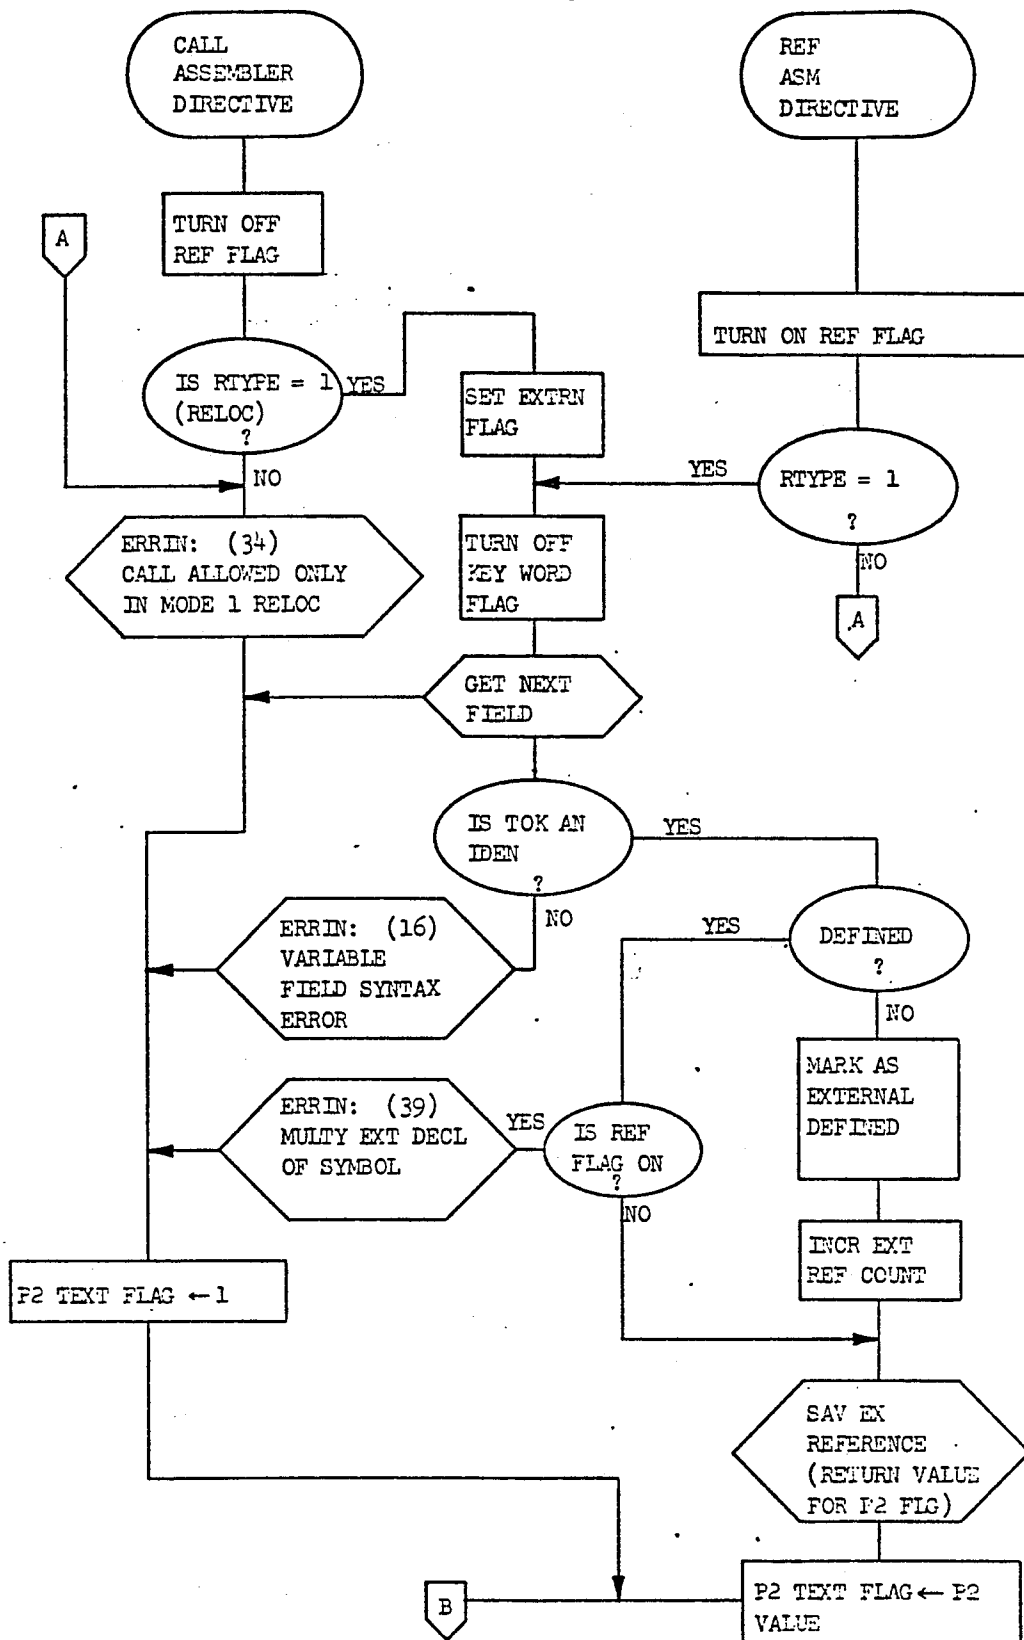 CALL
ASSEMBLER
DIRECTIVE
REF
ASM
DIRECTIVE
TURN OFF
REF FLAG
A
TURN ON REF FLAG
IS RTYPE = 1
(RELOC)
?
YES
NO
SET EXTRN
FLAG
YES
RTYPE = 1
?
NO
A
ERRIN: (34)
CALL ALLOWED ONLY
IN MODE 1 RELOC
TURN OFF
KEY WORD
FLAG
GET NEXT
FIELD
IS TOK AN
IDEN
?
YES
NO
ERRIN: (16)
VARIABLE
FIELD SYNTAX
ERROR
YES
DEFINED
?
NO
MARK AS
EXTERNAL
DEFINED
ERRIN: (39)
MULTY EXT DECL
OF SYMBOL
YES
IS REF
FLAG ON
?
NO
INCR EXT
REF COUNT
P2 TEXT FLAG ← 1
SAV EX
REFERENCE
(RETURN VALUE
FOR P2 FLG)
B
P2 TEXT FLAG ← P2
VALUE